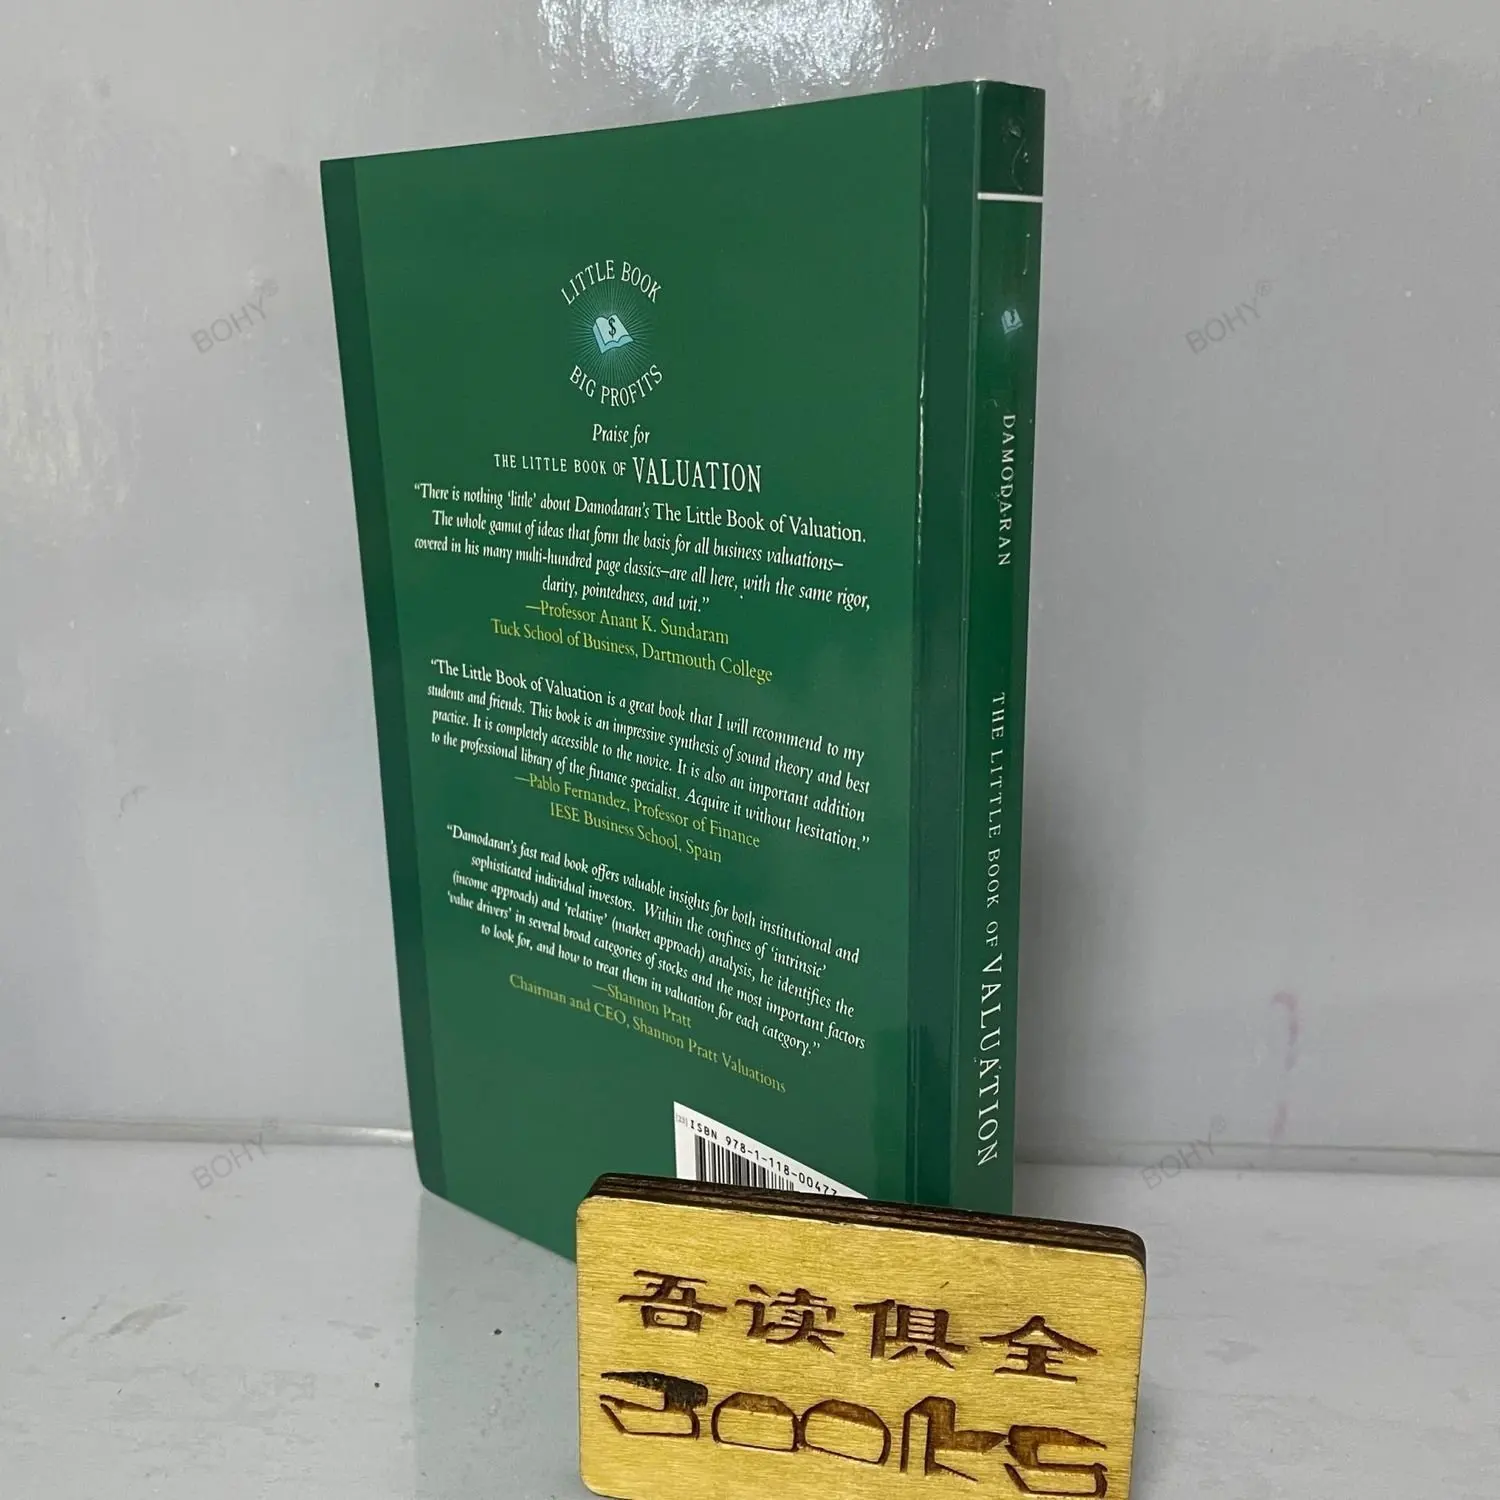 LITTLE BOOK
$
BIG PROFITS
Praise for
THE LITTLE BOOK OF VALUATION
“There is nothing ‘little’ about Damodaran’s The Little Book of Valuation.
The whole gamut of ideas that form the basis for all business valuations—
covered in his many multi-hundred page classics—are all here, with the same rigor,
clarity, pointedness, and wit.”
—Professor Anant K. Sundaram
Tuck School of Business, Dartmouth College
“The Little Book of Valuation is a great book that I will recommend to my
students and friends. This book is an impressive synthesis of sound theory and best
practice. It is completely accessible to the novice. It is also an important addition
to the professional library of the finance specialist. Acquire it without hesitation.”
—Pablo Fernandez, Professor of Finance
IESE Business School, Spain
“Damodaran’s fast read book offers valuable insights for both institutional and
sophisticated individual investors. Within the confines of ‘intrinsic’
(income approach) and ‘relative’ (market approach) analysis, he identifies the
‘value drivers’ in several broad categories of stocks and the most important factors
to look for, and how to treat them in valuation for each category.”
—Shannon Pratt
Chairman and CEO, Shannon Pratt Valuations
ISBN 978-1-118-00477
DAMODARAN
THE LITTLE BOOK OF VALUATION
吾读俱全
BOOKS
BOHY®
BOHY®
BOHY®
BOHY®